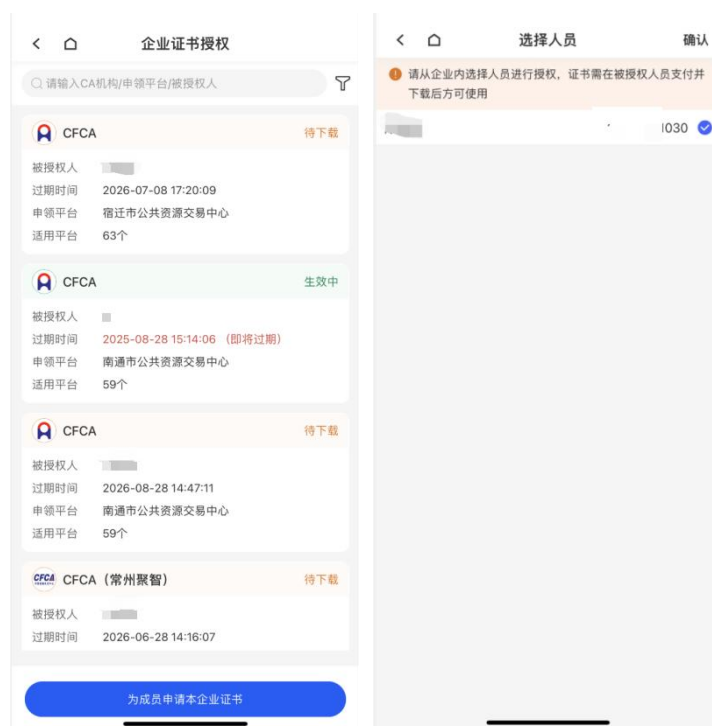 企业证书授权
请输入CA机构/申领平台/被授权人
CFCA
待下载
被授权人
过期时间 2026-07-08 17:20:09
申领平台 宿迁市公共资源交易中心
适用平台 63个
CFCA
生效中
被授权人
过期时间 2025-08-28 15:14:06 (即将过期)
申领平台 南通市公共资源交易中心
适用平台 59个
CFCA
待下载
被授权人
过期时间 2026-08-28 14:47:11
申领平台 南通市公共资源交易中心
适用平台 59个
CFCA CFCA(常州聚智)
待下载
被授权人
过期时间 2026-06-28 14:16:07
为成员申请本企业证书
选择人员
确认
请从企业内选择人员进行授权,证书需在被授权人员支付并
下载后方可使用
1030